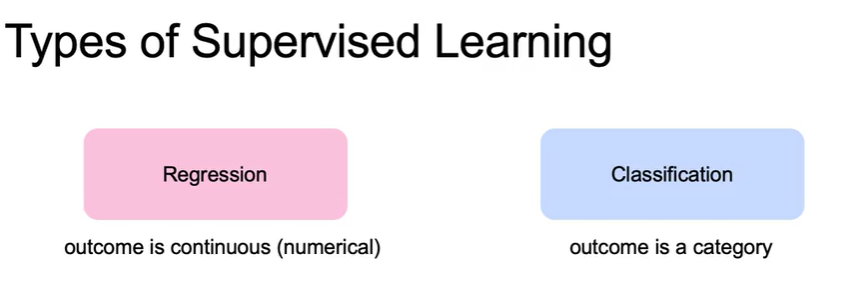 Types of Supervised Learning
Regression
Classification
outcome is continuous (numerical)
outcome is a category